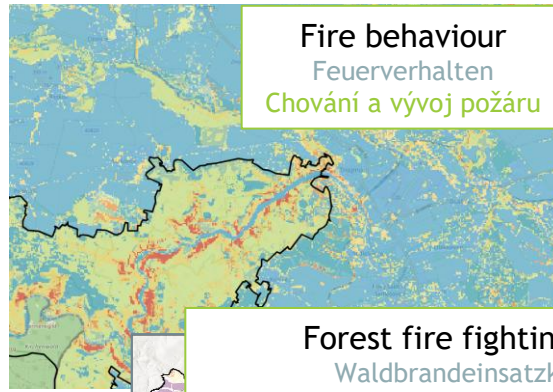 Fire behaviour
Feuerverhalten
Chování a vývoj požáru
Forest fire fightin
Waldbrandeinsatzk